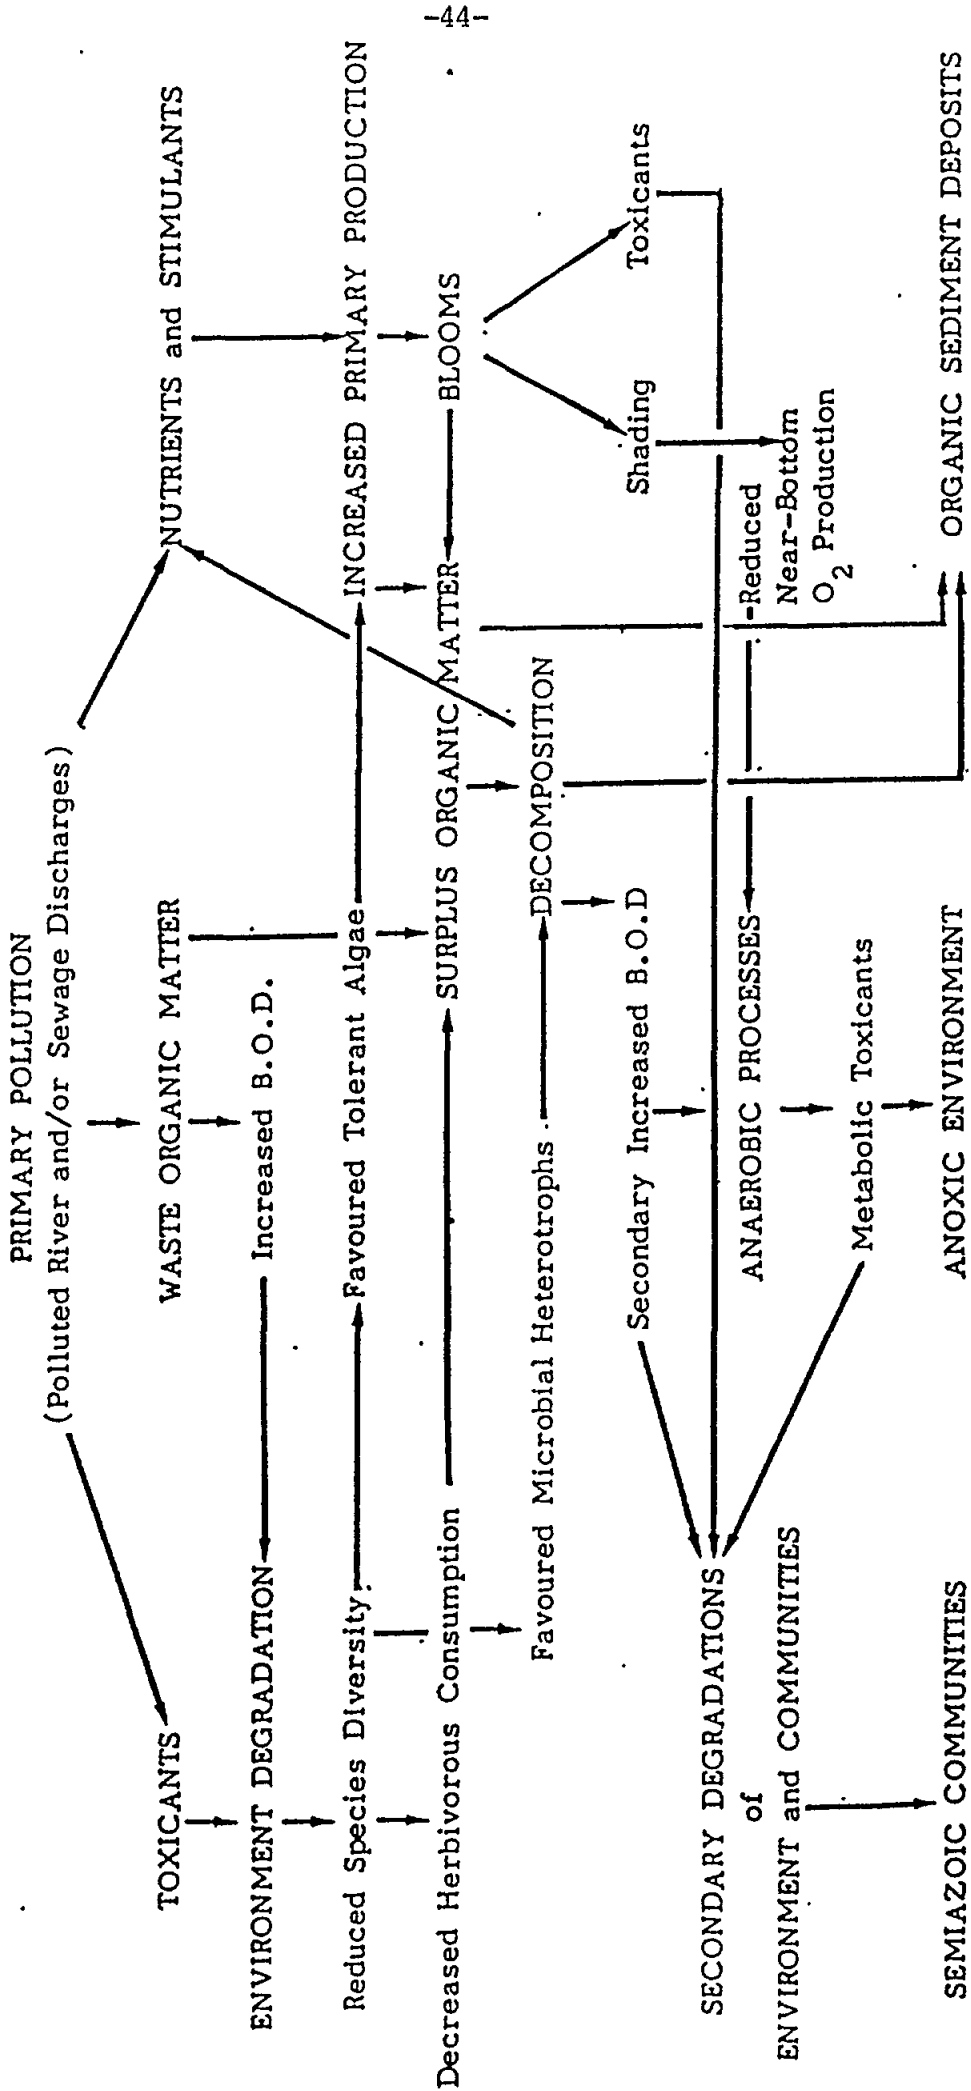 -44-
PRIMARY POLLUTION
(Polluted River and/or Sewage Discharges)
TOXICANTS
WASTE ORGANIC MATTER
NUTRIENTS and STIMULANTS
ENVIRONMENT DEGRADATION
Increased B.O.D.
Reduced Species Diversity
Favoured Tolerant Algae
INCREASED PRIMARY PRODUCTION
Decreased Herbivorous Consumption
SURPLUS ORGANIC MATTER
BLOOMS
Favoured Microbial Heterotrophs
DECOMPOSITION
Secondary Increased B.O.D
Shading
Toxicants
SECONDARY DEGRADATIONS
of
ENVIRONMENT and COMMUNITIES
ANAEROBIC PROCESSES
Reduced
Near-Bottom
O2 Production
Metabolic Toxicants
SEMIAZOIC COMMUNITIES
ANOXIC ENVIRONMENT
ORGANIC SEDIMENT DEPOSITS